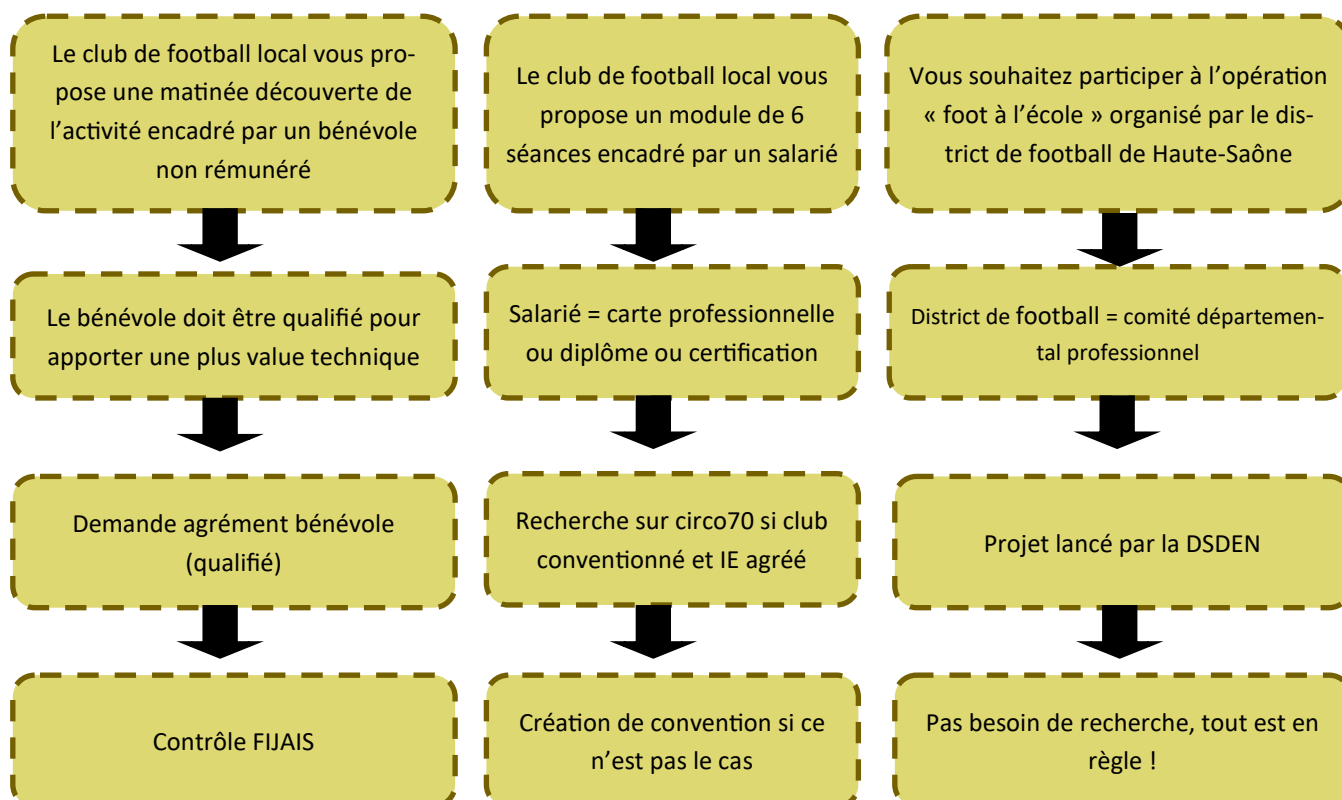 Le club de football local vous pro-
pose une matinée découverte de
l’activité encadré par un bénévole
non rémunéré
Le club de football local vous
propose un module de 6
séances encadré par un salarié
Vous souhaitez participer à l’opération
« foot à l’école » organisé par le dis-
trict de football de Haute-Saône
Le bénévole doit être qualifié pour
apporter une plus value technique
Salarié = carte professionnelle
ou diplôme ou certification
District de football = comité départemen-
tal professionnel
Demande agrément bénévole
(qualifié)
Recherche sur circo70 si club
conventionné et IE agréé
Projet lancé par la DSDEN
Contrôle FIJAIS
Création de convention si ce
n’est pas le cas
Pas besoin de recherche, tout est en
règle !